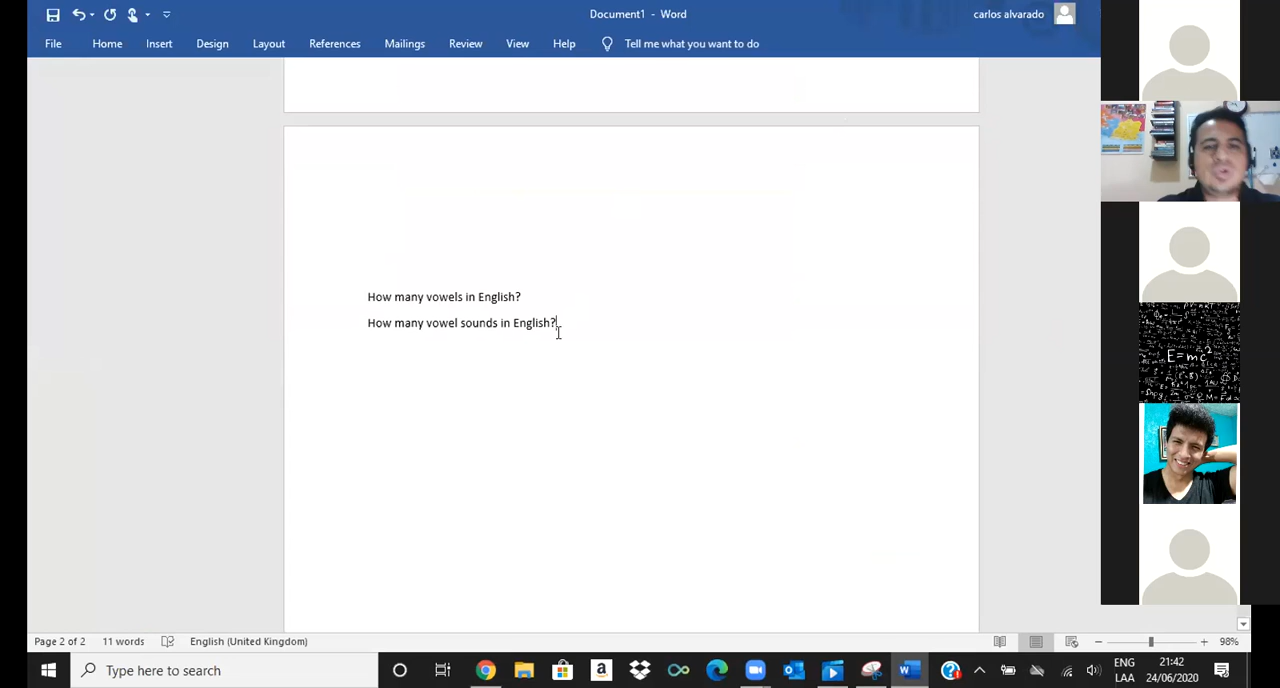 Document1 - Word
carlos alvarado
File Home Insert Design Layout References Mailings Review View Help Tell me what you want to do
How many vowels in English?
How many vowel sounds in English?
E=mc²
Page 2 of 2 11 words English (United Kingdom) 98%
Type here to search
ENG 21:42
LAA 24/06/2020